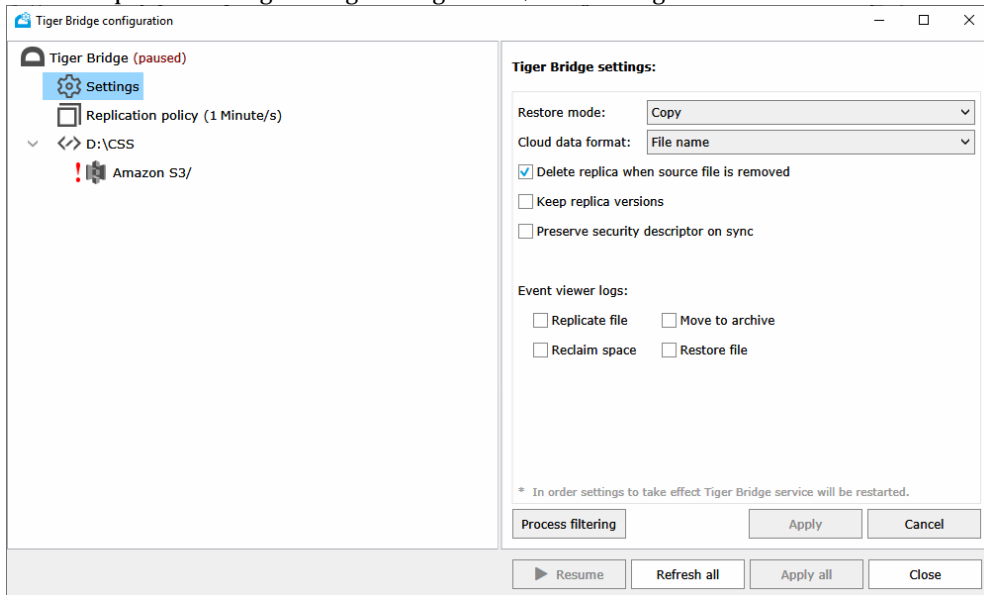 Tiger Bridge configuration
Tiger Bridge (paused)
Settings
Replication policy (1 Minute/s)
D:\CSS
Amazon S3/
Tiger Bridge settings:
Restore mode: Copy
Cloud data format: File name
Delete replica when source file is removed
Keep replica versions
Preserve security descriptor on sync
Event viewer logs:
Replicate file Move to archive
Reclaim space Restore file
* In order settings to take effect Tiger Bridge service will be restarted.
Process filtering Apply Cancel
Resume Refresh all Apply all Close